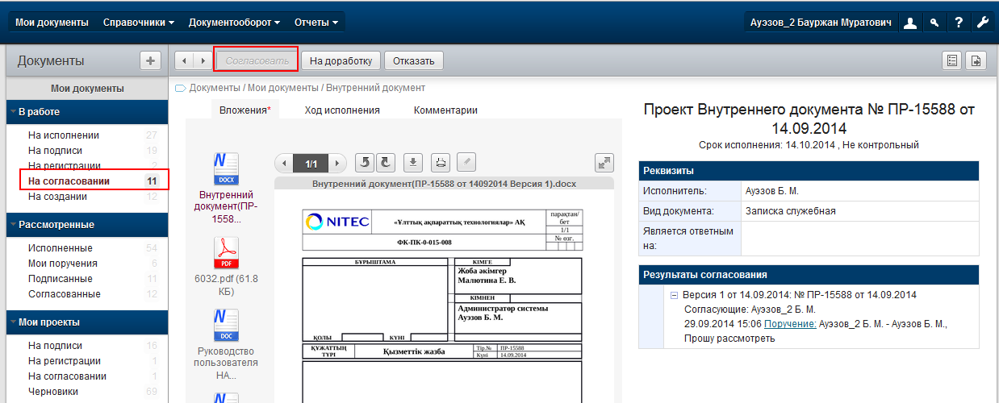 Мои документы Справочники Документооборот Отчеты Ауэзов_2 Бауржан Муратович
Документы
Согласовать На доработку Отказать
Мои документы
В работе
На исполнении 27
На подписи 19
На регистрации 2
На согласовании 11
На создании 12
Рассмотренные
Исполненные 54
Мои поручения 6
Подписанные 11
Согласованные 12
Мои проекты
На подписи 16
На регистрации 1
На согласовании 1
Черновики 69
Документы / Мои документы / Внутренний документ
Вложения* Ход исполнения Комментарии
DOCX
Внутренний
документ(ПР-
1558...
PDF
6032.pdf (61.8
КБ)
DOC
Руководство
пользователя
НА...
1/1
Внутренний документ(ПР-15588 от 14092014 Версия 1).docx
NITEC
«Ұлттық ақпараттық технологиялар» АҚ
парақтан/
бет
1/1
ФК-ПК-0-015-008
№ өзг.
БҰРЫШТАМА
КІМГЕ
Жоба әкімгер
Малютина Е. В.
КІМНЕН
Администратор системы
Ауэзов Б. М.
ҚОЛЫ КҮНІ
ҚҰЖАТТЫҢ
ТҮРІ
Қызметтік жазба
Тір.№ ПР-15588
Күні 14.09.2014
Проект Внутреннего документа № ПР-15588 от
14.09.2014
Срок исполнения: 14.10.2014 , Не контрольный
Реквизиты
Исполнитель: Ауэзов Б. М.
Вид документа: Записка служебная
Является ответным
на:
Результаты согласования
Версия 1 от 14.09.2014: № ПР-15588 от 14.09.2014
Согласующие: Ауэзов_2 Б. М.
29.09.2014 15:06 Поручение: Ауэзов_2 Б. М. - Ауэзов Б. М.,
Прошу рассмотреть